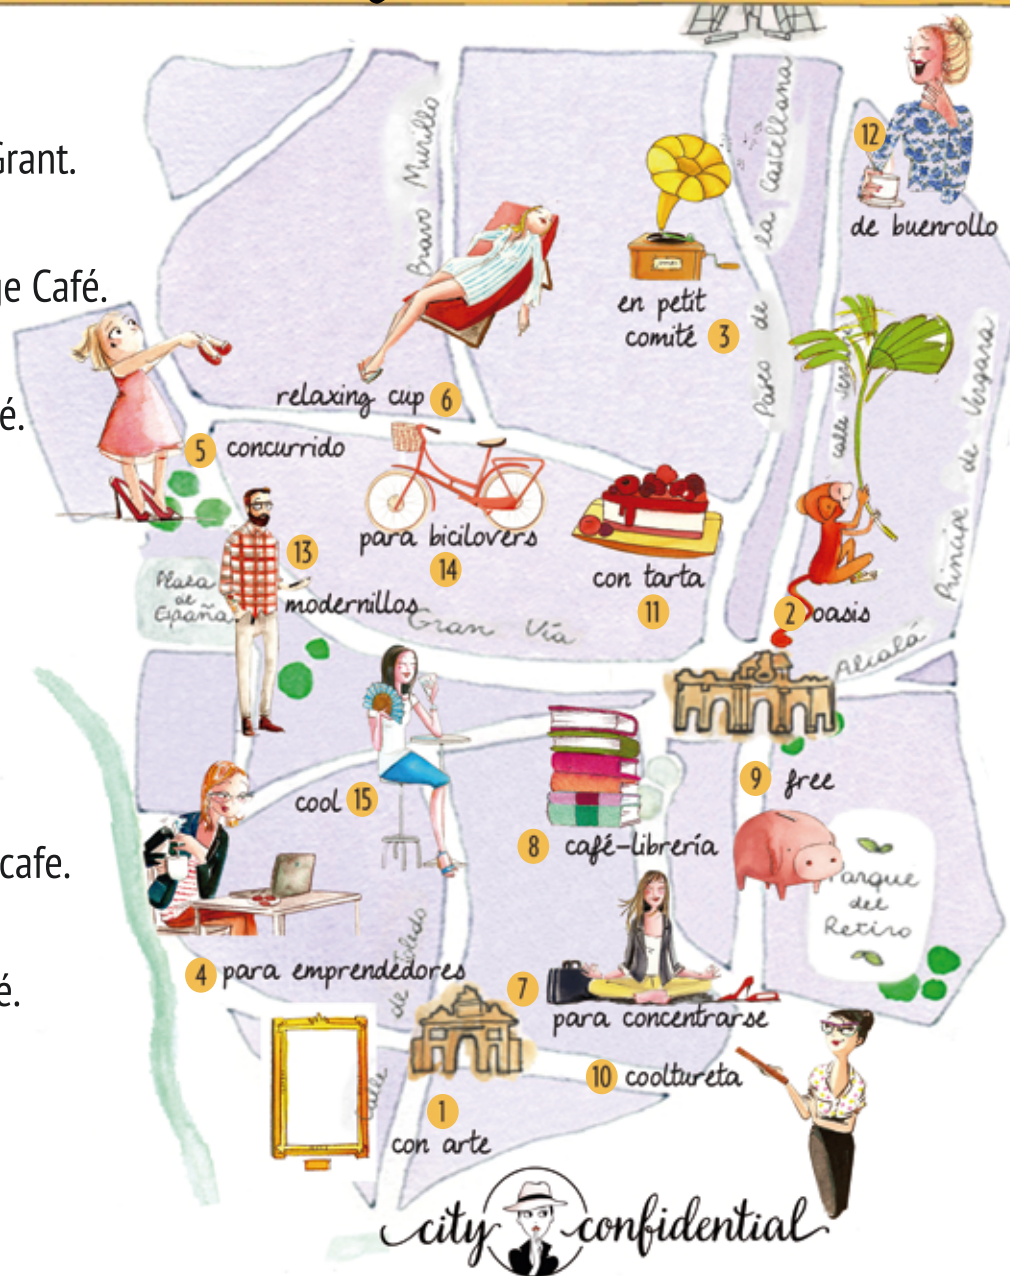 Grant.
ge Café.
é.
cafe.
é.
12
de buenrollo
Bravo Murillo
Paseo de la Castellana
en petit
comité 3
relaxing cup 6
5 concurrido
calle
Príncipe de Vergara
para bicilovers
14
13
modernillos
con tarta
11
2 oasis
Plaza
de
España
Gran Vía
Alcalá
cool 15
9 free
8 café-librería
Parque
del
Retiro
4 para emprendedores
7
para concentrarse
Calle de Toledo
10 cooltureta
1
con arte
city confidential